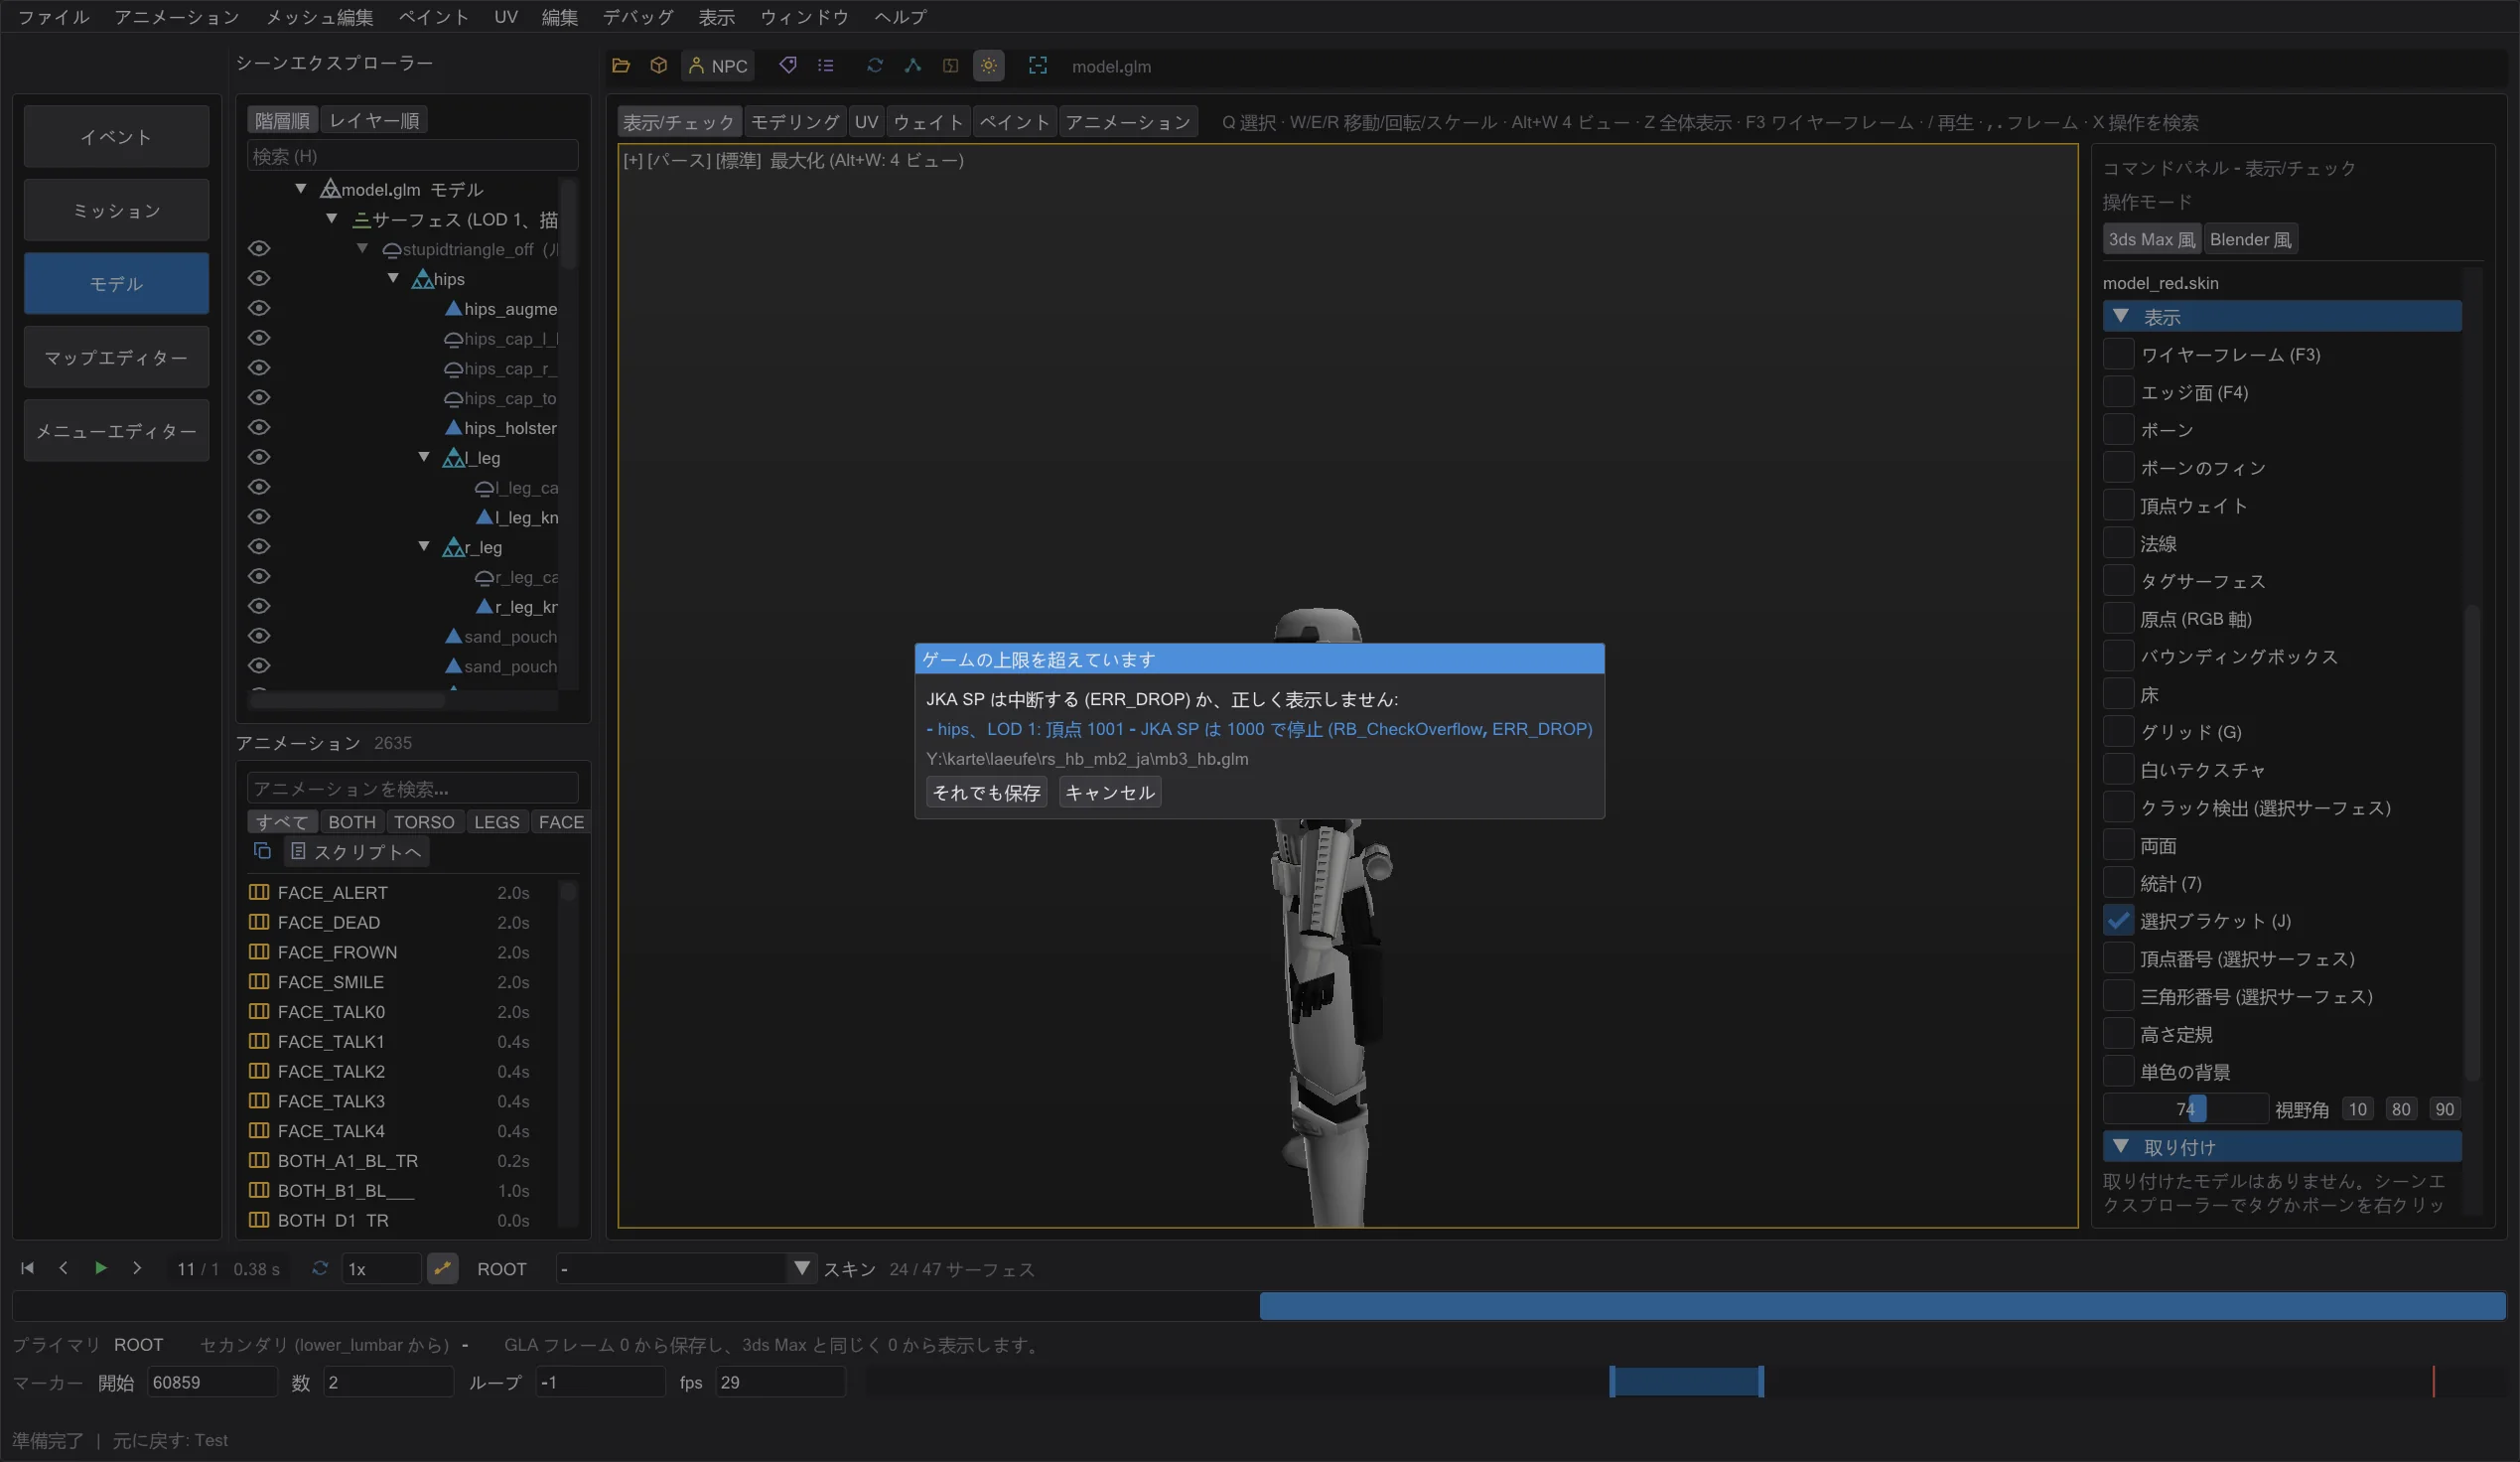 ファイル アニメーション メッシュ編集 ペイント UV 編集 デバッグ 表示 ウィンドウ ヘルプ
シーンエクスプローラー
NPC model.glm
イベント
ミッション
モデル
マップエディター
メニューエディター
階層順 レイヤー順
検索 (H)
model.glm モデル
サーフェス (LOD 1、描
stupidtriangle_off
hips
hips_augme
hips_cap_l_l
hips_cap_r_
hips_cap_to
hips_holster
l_leg
l_leg_ca
l_leg_kn
r_leg
r_leg_ca
r_leg_kr
sand_pouch
sand_pouch
アニメーション 2635
アニメーションを検索...
すべて BOTH TORSO LEGS FACE
スクリプトへ
FACE_ALERT 2.0s
FACE_DEAD 2.0s
FACE_FROWN 2.0s
FACE_SMILE 2.0s
FACE_TALK0 2.0s
FACE_TALK1 0.4s
FACE_TALK2 0.4s
FACE_TALK3 0.4s
FACE_TALK4 0.4s
BOTH_A1_BL_TR 0.2s
BOTH_B1_BL___ 1.0s
BOTH_D1_TR 0.0s
表示/チェック モデリング UV ウェイト ペイント アニメーション Q 選択 · W/E/R 移動/回転/スケール · Alt+W 4 ビュー · Z 全体表示 · F3 ワイヤーフレーム · / 再生 · , . フレーム · X 操作を検索
[+] [パース] [標準] 最大化 (Alt+W: 4 ビュー)
ゲームの上限を超えています
JKA SP は中断する (ERR_DROP) か、正しく表示しません:
- hips、LOD 1: 頂点 1001 - JKA SP は 1000 で停止 (RB_CheckOverflow, ERR_DROP)
Y:\karte\laeufe\rs_hb_mb2_ja\mb3_hb.glm
それでも保存 キャンセル
コマンドパネル - 表示/チェック
操作モード
3ds Max 風 Blender 風
model_red.skin
表示
ワイヤーフレーム (F3)
エッジ面 (F4)
ボーン
ボーンのフィン
頂点ウェイト
法線
タグサーフェス
原点 (RGB 軸)
バウンディングボックス
床
グリッド (G)
白いテクスチャ
クラック検出 (選択サーフェス)
両面
統計 (7)
選択ブラケット (J)
頂点番号 (選択サーフェス)
三角形番号 (選択サーフェス)
高さ定規
単色の背景
74 視野角 10 80 90
取り付け
取り付けたモデルはありません。シーンエ
クスプローラーでタグかボーンを右クリッ
11 / 1 0.38 s 1x ROOT - スキン 24 / 47 サーフェス
プライマリ ROOT セカンダリ (lower_lumbar から) - GLA フレーム 0 から保存し、3ds Max と同じく 0 から表示します。
マーカー 開始 60859 数 2 ループ -1 fps 29
準備完了 | 元に戻す: Test